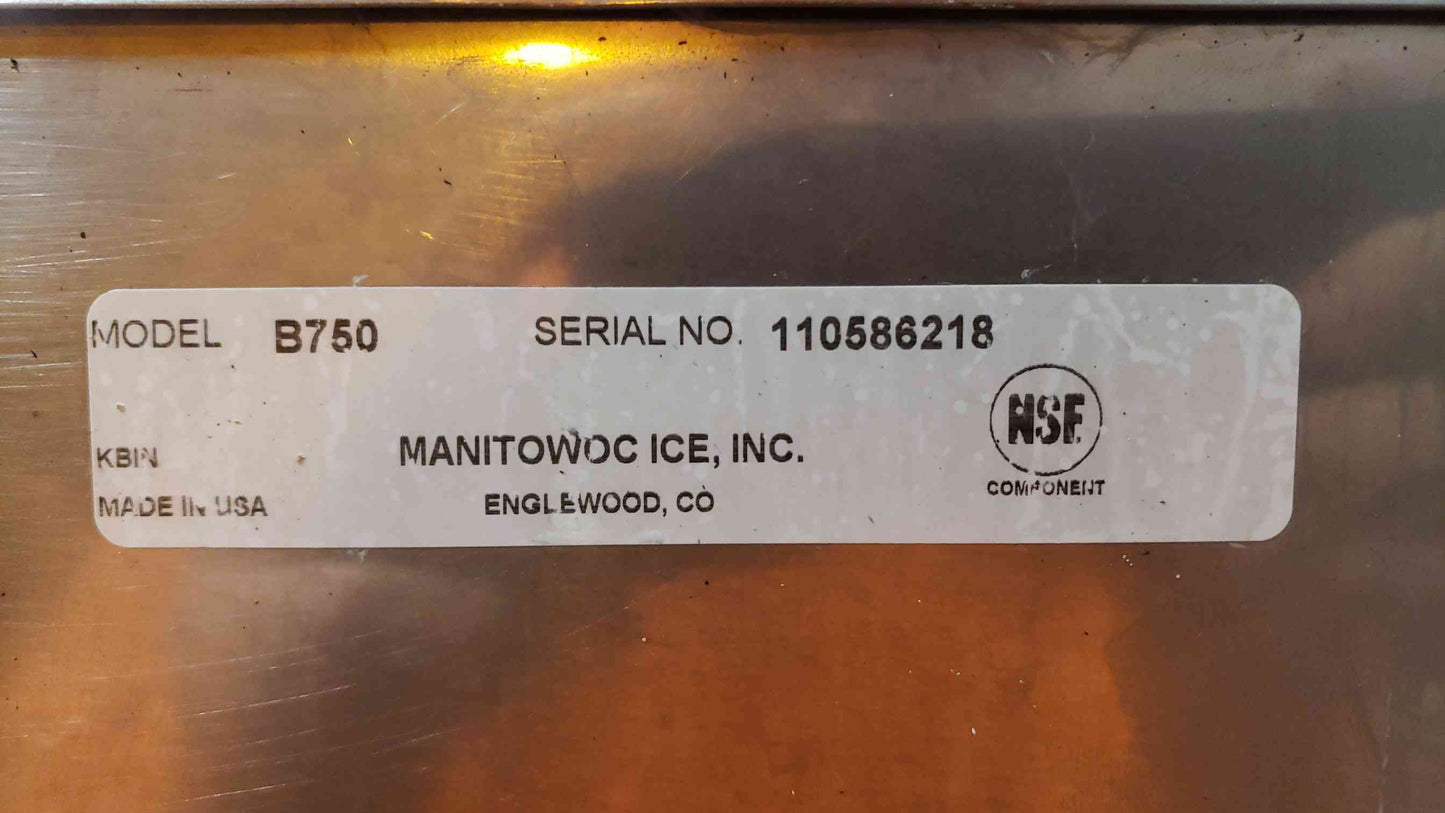 MODEL B750 SERIAL NO. 110586218
NSF
KBIN MANITOWOC ICE, INC.
COMPONENT
MADE IN USA ENGLEWOOD, CO